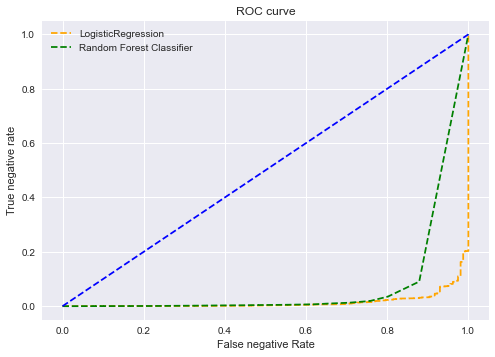 ROC curve
LogisticRegression
Random Forest Classifier
True negative rate
1.0
0.8
0.6
0.4
0.2
0.0
0.0 0.2 0.4 0.6 0.8 1.0
False negative Rate